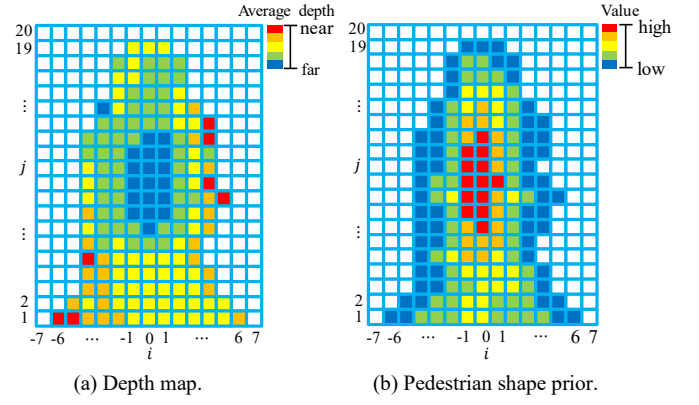 Average depth
near
far
20
19
⋮
j
⋮
2
1
-7 -6 ... -1 0 1 ... 6 7
i
(a) Depth map.
Value
high
low
20
19
⋮
j
⋮
2
1
-7 -6 ... -1 0 1 ... 6 7
i
(b) Pedestrian shape prior.